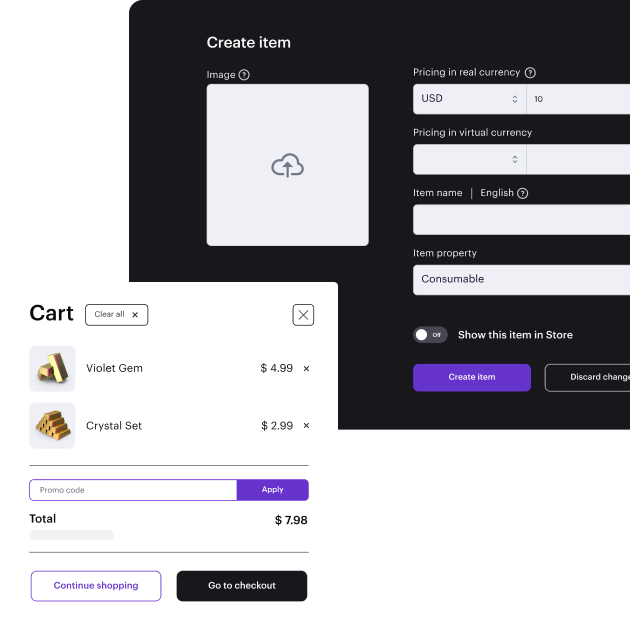 Create item
Image ?
Pricing in real currency ?
USD 10
Pricing in virtual currency
Item name | English ?
Item property
Consumable
Off Show this item in Store
Create item Discard change
Cart Clear all ×
Violet Gem $ 4.99 ×
Crystal Set $ 2.99 ×
Promo code Apply
Total $ 7.98
Continue shopping Go to checkout